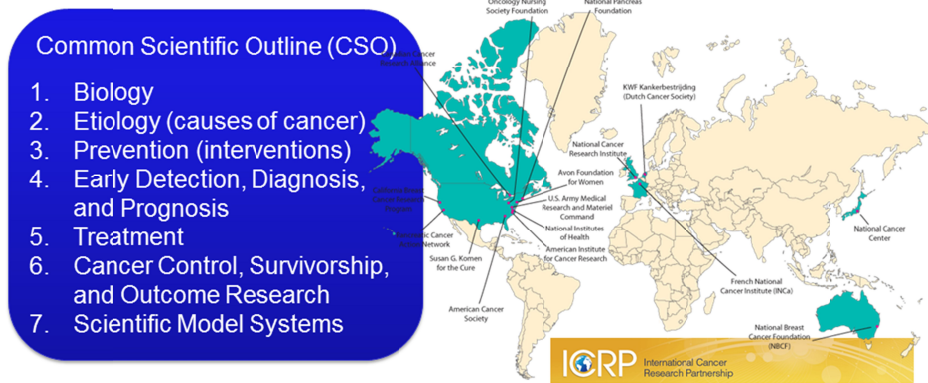 Common Scientific Outline (CSO)
1. Biology
2. Etiology (causes of cancer)
3. Prevention (interventions)
4. Early Detection, Diagnosis,
and Prognosis
5. Treatment
6. Cancer Control, Survivorship,
and Outcome Research
7. Scientific Model Systems
Oncology Nursing
Society Foundation
National Pancreas
Foundation
Cancer
KWF Kankerbestrijdng
(Dutch Cancer Society)
National Cancer
Research Institute
Avon Foundation
for Women
U.S. Army Medical
Research and Materiel
Command
National Institutes
of Health
American Institute
for Cancer Research
Cancer
Network
Susan G. Komen
for the Cure
American Cancer
Society
French National
Cancer Institute (INCa)
National Cancer
Center
National Breast
Cancer Foundation
(NBCF)
ICRP
International Cancer
Research Partnership